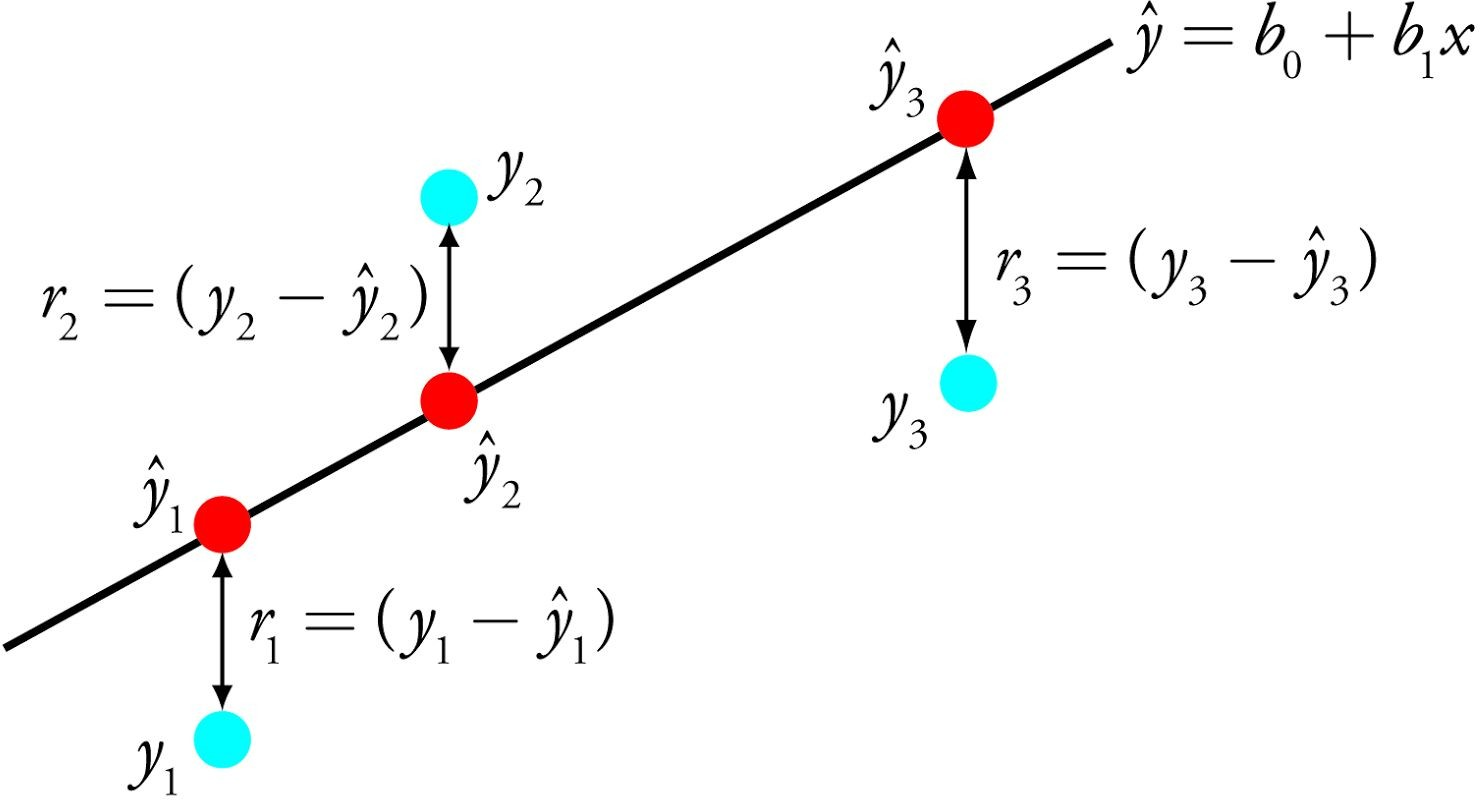 ŷ = b₀ + b₁x
ŷ₃
y₂
r₂ = (y₂ − ŷ₂)
r₃ = (y₃ − ŷ₃)
y₃
ŷ₂
ŷ₁
r₁ = (y₁ − ŷ₁)
y₁